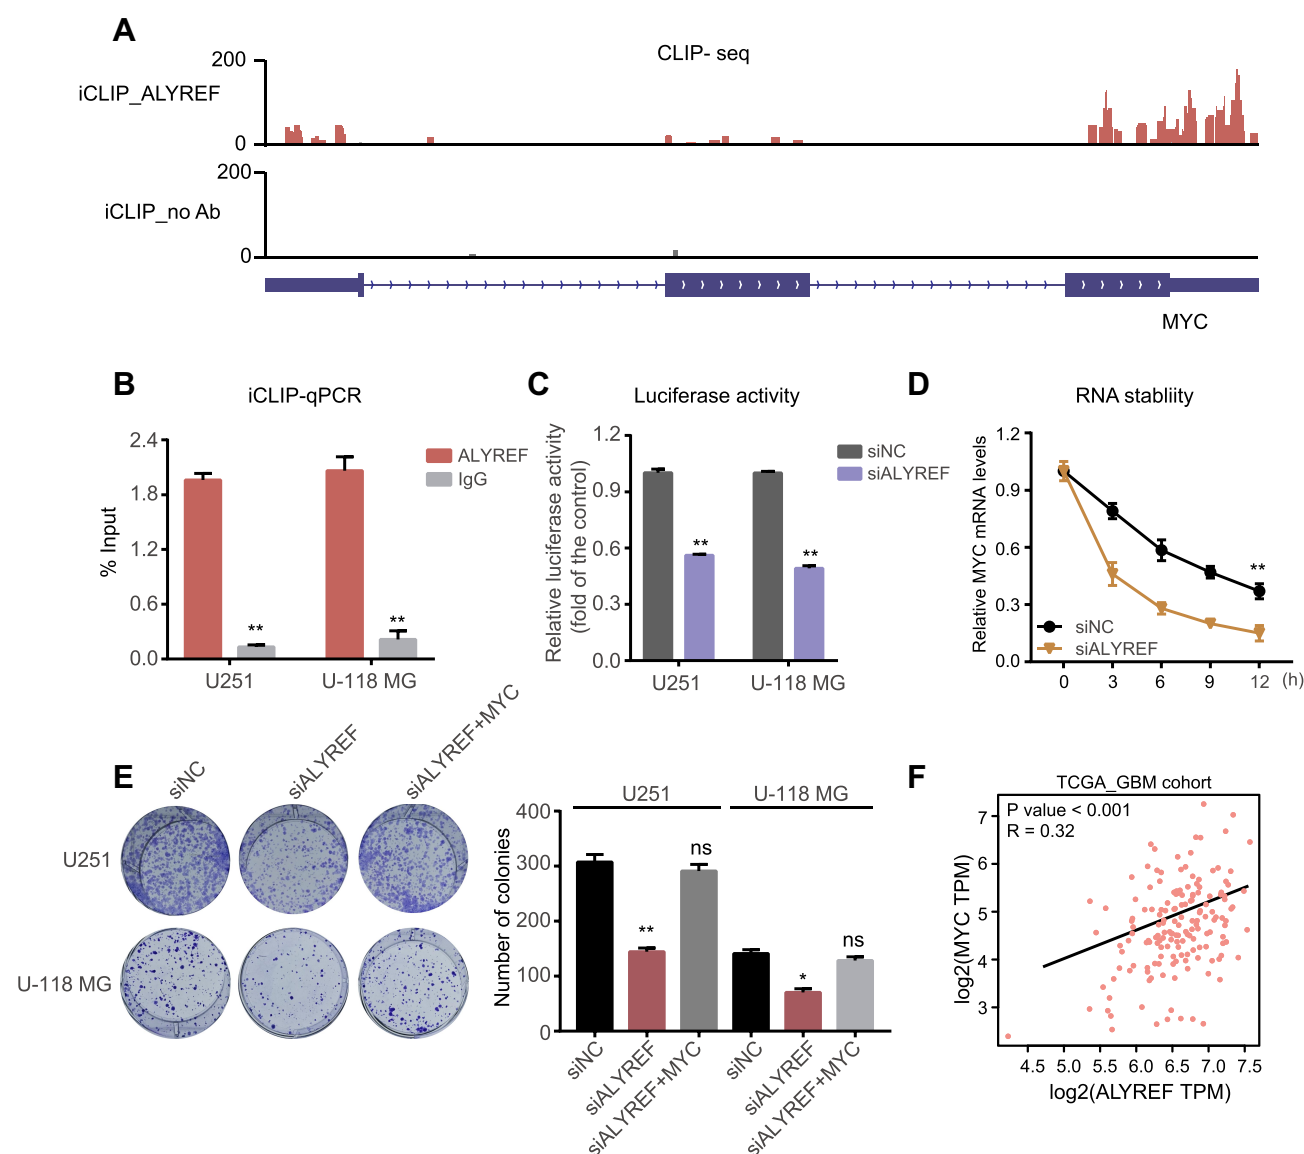 A
CLIP- seq
200
iCLIP_ALYREF
0
200
iCLIP_no Ab
0
MYC
B
iCLIP-qPCR
2.4
1.8
1.2
0.6
0.0
% Input
ALYREF
IgG
**
**
U251
U-118 MG
C
Luciferase activity
Relative luciferase activity
(fold of the control)
1.2
0.9
0.6
0.3
0.0
siNC
siALYREF
**
**
U251
U-118 MG
D
RNA stabliity
Relative MYC mRNA levels
1.2
0.9
0.6
0.3
0.0
**
siNC
siALYREF
0 3 6 9 12 (h)
E
siNC
siALYREF
siALYREF+MYC
U251
U-118 MG
U251
U-118 MG
Number of colonies
400
300
200
100
0
**
ns
*
ns
siNC
siALYREF
siALYREF+MYC
siNC
siALYREF
siALYREF+MYC
F
TCGA_GBM cohort
P value < 0.001
R = 0.32
log2(MYC TPM)
7
6
5
4
3
4.5 5.0 5.5 6.0 6.5 7.0 7.5
log2(ALYREF TPM)